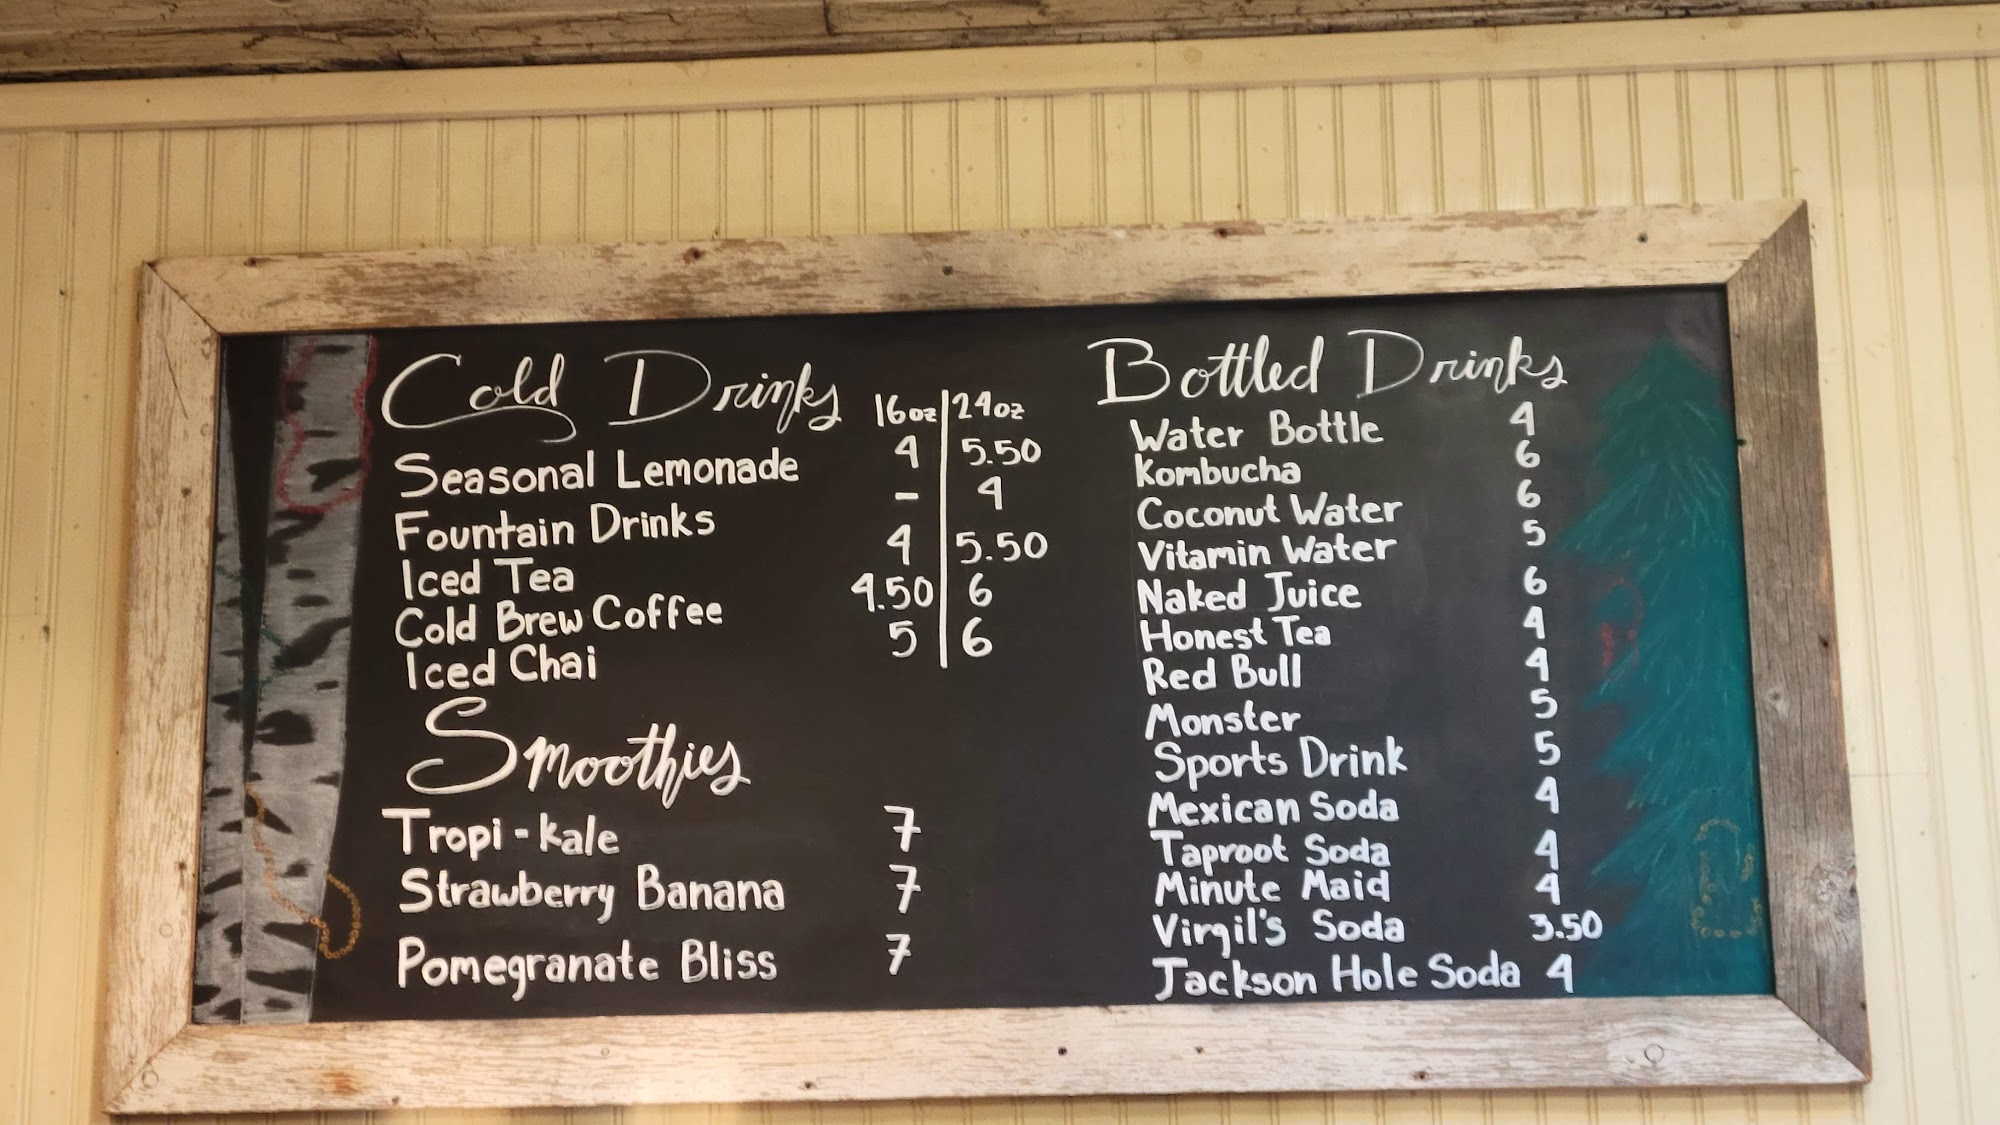 Cold Drinks 16oz 24oz
Seasonal Lemonade 4 5.50
Fountain Drinks - 4
Iced Tea 4 5.50
Cold Brew Coffee 4.50 6
Iced Chai 5 6
Smoothies
Tropi-kale 7
Strawberry Banana 7
Pomegranate Bliss 7
Bottled Drinks
Water Bottle 4
Kombucha 6
Coconut Water 6
Vitamin Water 5
Naked Juice 6
Honest Tea 4
Red Bull 4
Monster 5
Sports Drink 5
Mexican Soda 4
Taproot Soda 4
Minute Maid 4
Virgil's Soda 3.50
Jackson Hole Soda 4